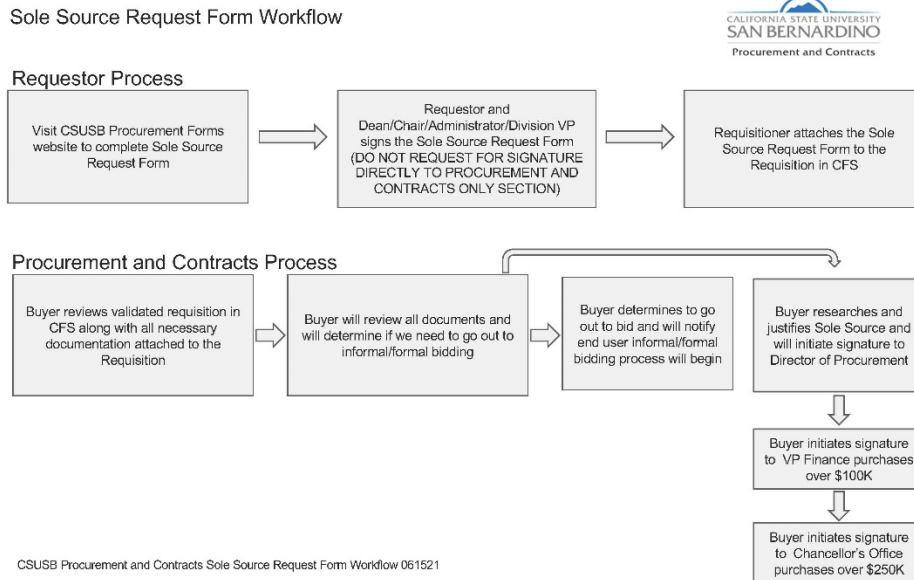 Sole Source Request Form Workflow
CALIFORNIA STATE UNIVERSITY
SAN BERNARDINO
Procurement and Contracts
Requestor Process
Visit CSUSB Procurement Forms
website to complete Sole Source
Request Form
Requestor and
Dean/Chair/Administrator/Division VP
signs the Sole Source Request Form
(DO NOT REQUEST FOR SIGNATURE
DIRECTLY TO PROCUREMENT AND
CONTRACTS ONLY SECTION)
Requisitioner attaches the Sole
Source Request Form to the
Requisition in CFS
Procurement and Contracts Process
Buyer reviews validated requisition in
CFS along with all necessary
documentation attached to the
Requisition
Buyer will review all documents and
will determine if we need to go out to
informal/formal bidding
Buyer determines to go
out to bid and will notify
end user informal/formal
bidding process will begin
Buyer researches and
justifies Sole Source and
will initiate signature to
Director of Procurement
Buyer initiates signature
to VP Finance purchases
over $100K
Buyer initiates signature
to Chancellor's Office
purchases over $250K
CSUSB Procurement and Contracts Sole Source Request Form Workflow 061521